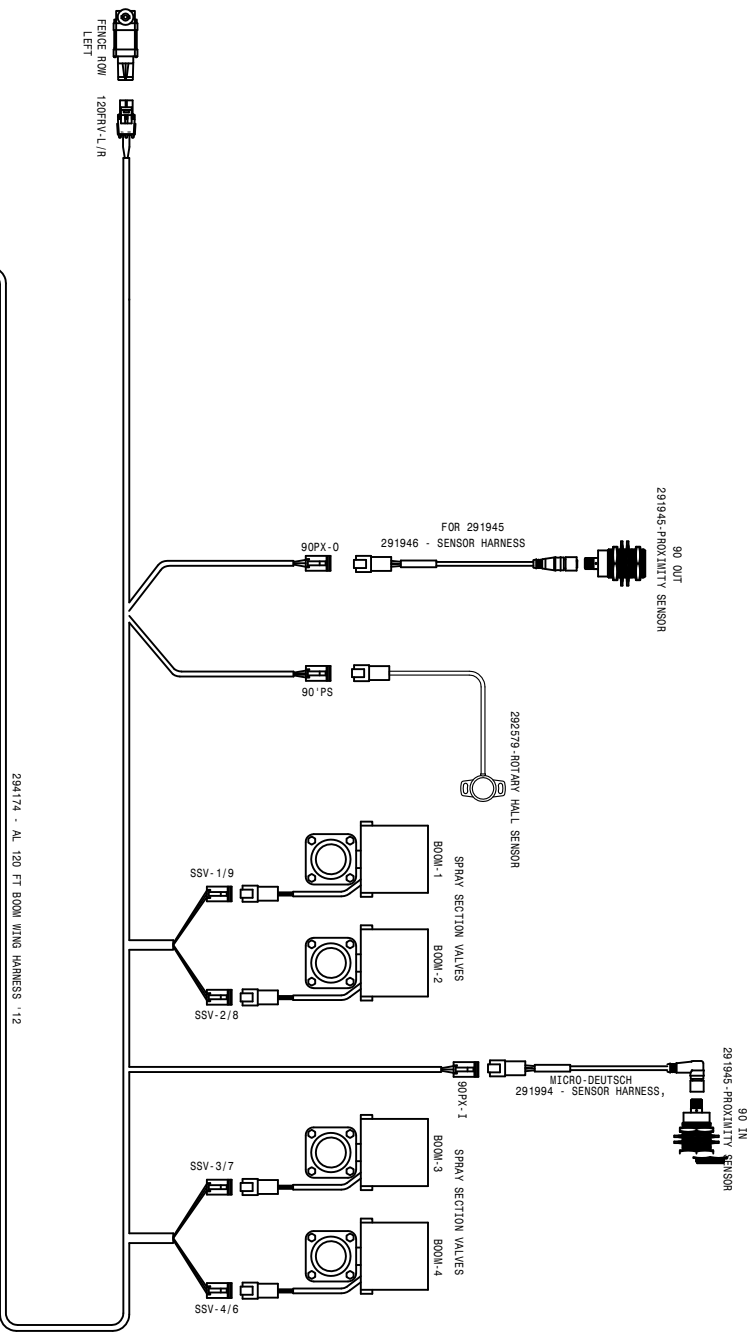 FENCE ROW
LEFT
120FRV-L/R
90 OUT
291945-PROXIMITY SENSOR
FOR 291945
291946 - SENSOR HARNESS
90PX-O
90'PS
292579-ROTARY HALL SENSOR
SPRAY SECTION VALVES
BOOM-1
BOOM-2
SSV-1/9
SSV-2/8
90 IN
291945-PROXIMITY SENSOR
MICRO-DEUTSCH
291994 - SENSOR HARNESS,
90PX-I
SPRAY SECTION VALVES
BOOM-3
BOOM-4
SSV-3/7
SSV-4/6
294174 - AL 120 FT BOOM WING HARNESS '12